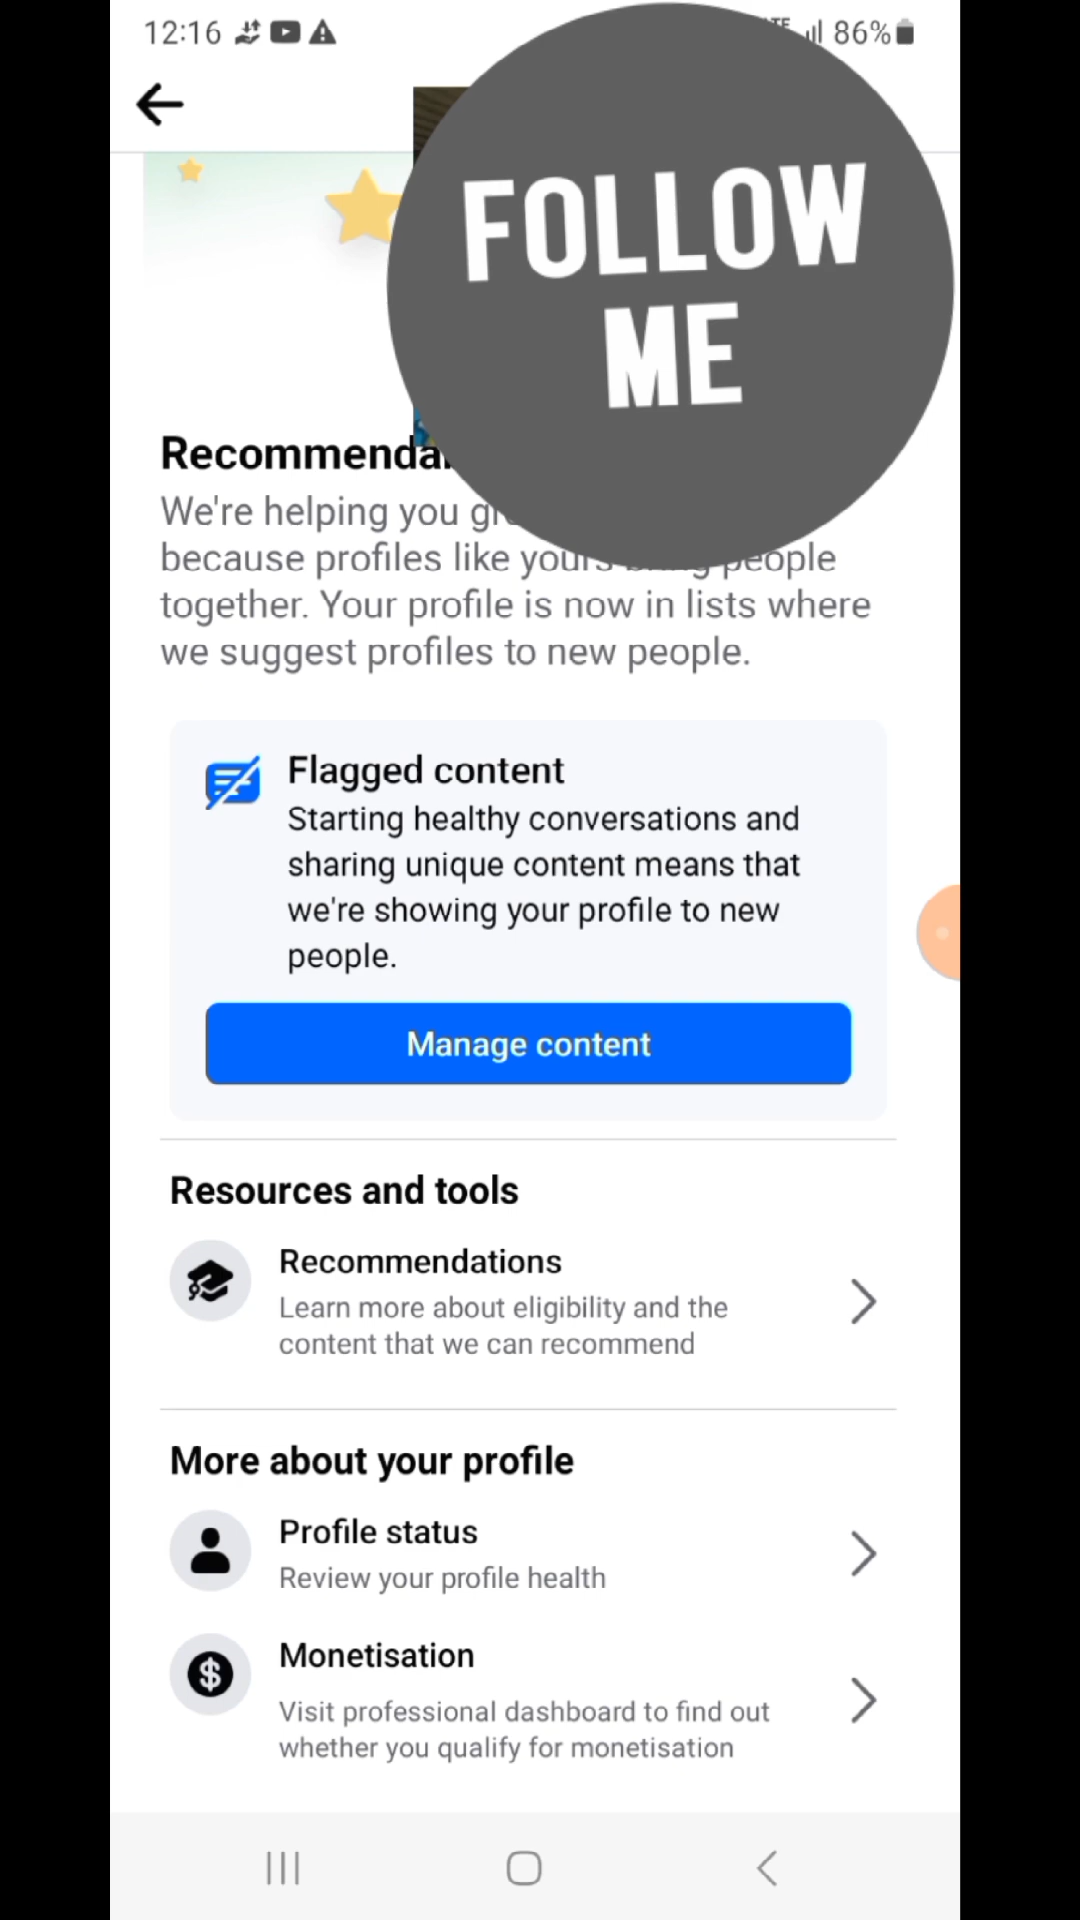 12:16 86%
FOLLOW
ME
We're helping you
because profiles like yours people
together. Your profile is now in lists where
we suggest profiles to new people.
Flagged content
Starting healthy conversations and
sharing unique content means that
we're showing your profile to new
people.
Manage content
Resources and tools
Recommendations
Learn more about eligibility and the
content that we can recommend
More about your profile
Profile status
Review your profile health
Monetisation
Visit professional dashboard to find out
whether you qualify for monetisation